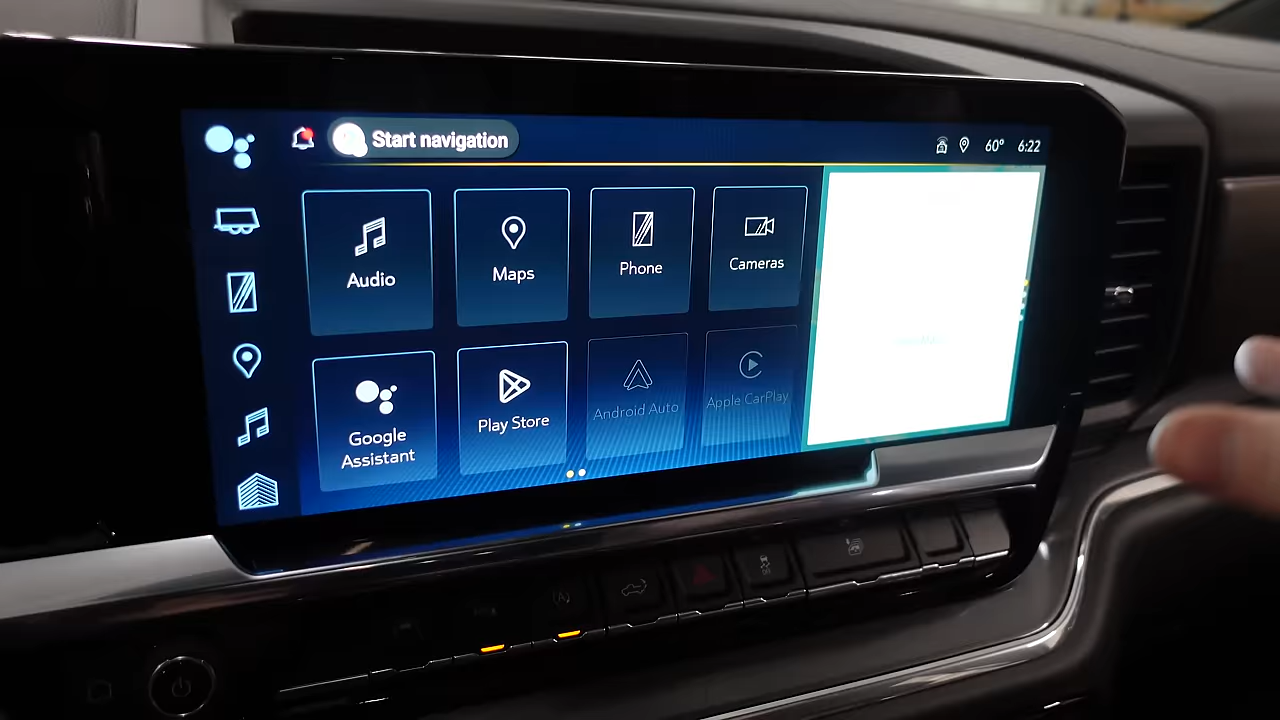 Start navigation
60° 6:22
Audio
Maps
Phone
Cameras
Google
Assistant
Play Store
Android Auto
Apple CarPlay